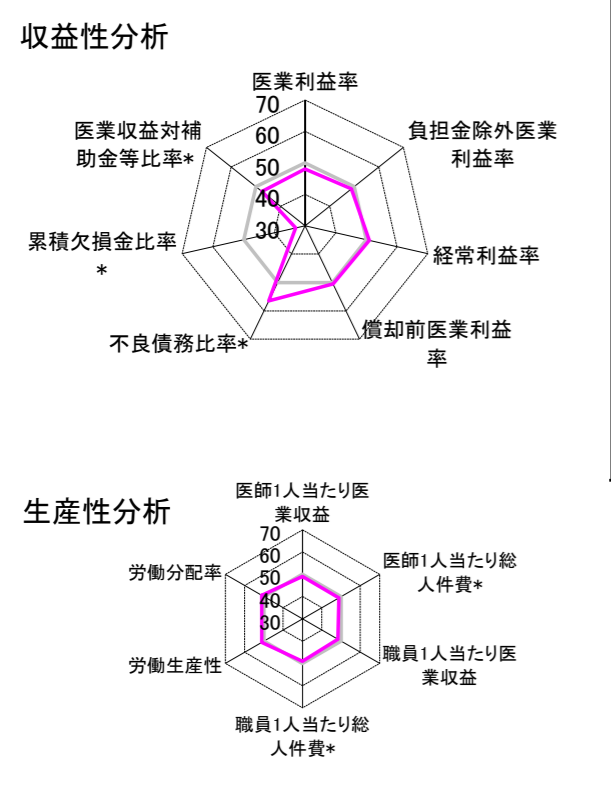 収益性分析
医業利益率
70
60
50
40
30
負担金除外医業
利益率
経常利益率
償却前医業利益
率
不良債務比率*
累積欠損金比率
*
医業収益対補
助金等比率*
生産性分析
医師1人当たり医
業収益
70
60
50
40
30
医師1人当たり総
人件費*
職員1人当たり医
業収益
職員1人当たり総
人件費*
労働生産性
労働分配率